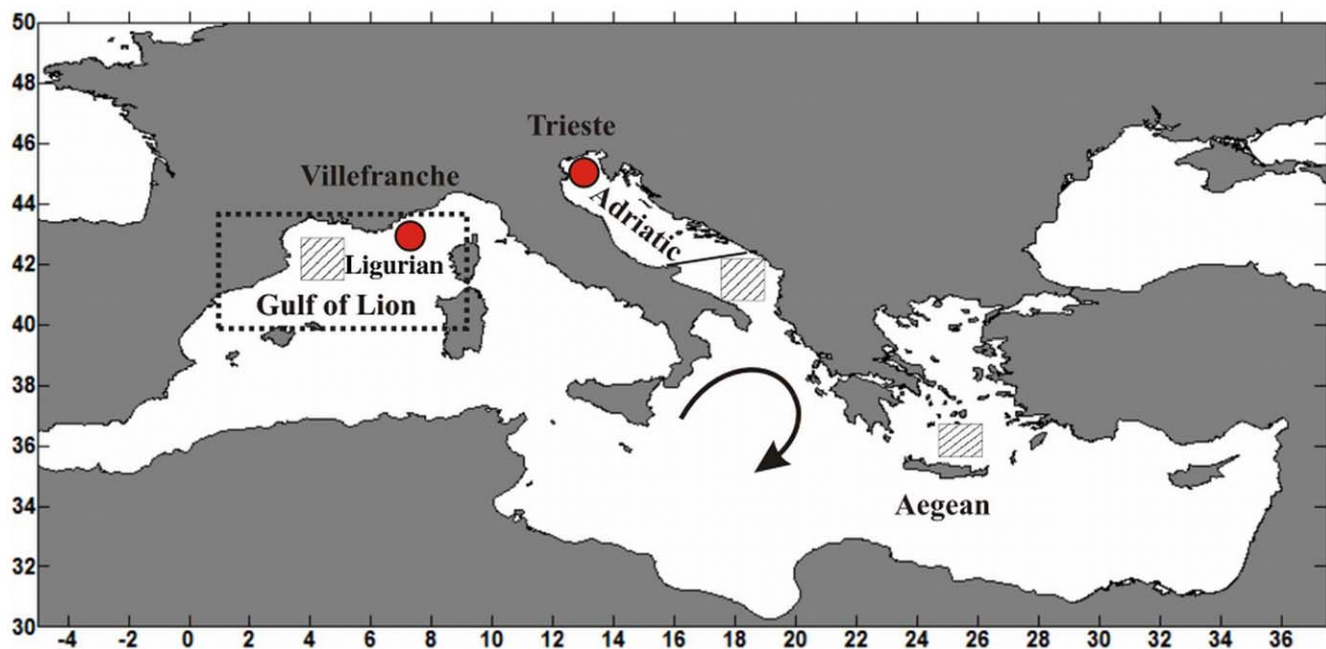 50
48
46
44
42
40
38
36
34
32
30
Trieste
Villefranche
Adriatic
Ligurian
Gulf of Lion
Aegean
-4 -2 0 2 4 6 8 10 12 14 16 18 20 22 24 26 28 30 32 34 36